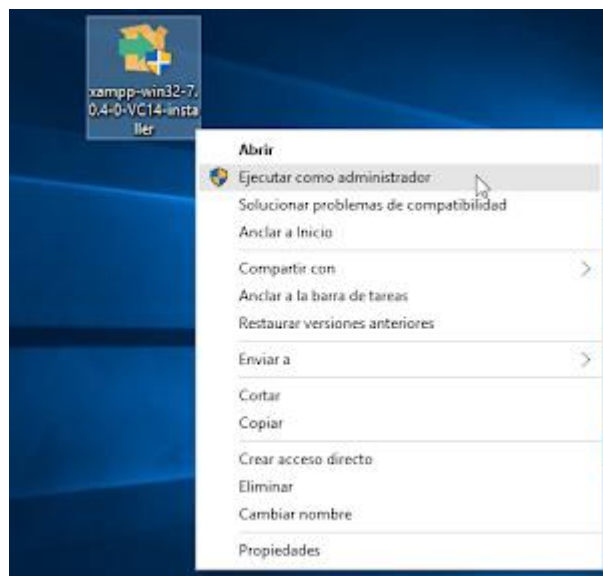 xampp-win32-7.
0.4-0-VC14-insta
ller
Abrir
Ejecutar como administrador
Solucionar problemas de compatibilidad
Anclar a Inicio
Compartir con
Anclar a la barra de tareas
Restaurar versiones anteriores
Enviar a
Cortar
Copiar
Crear acceso directo
Eliminar
Cambiar nombre
Propiedades